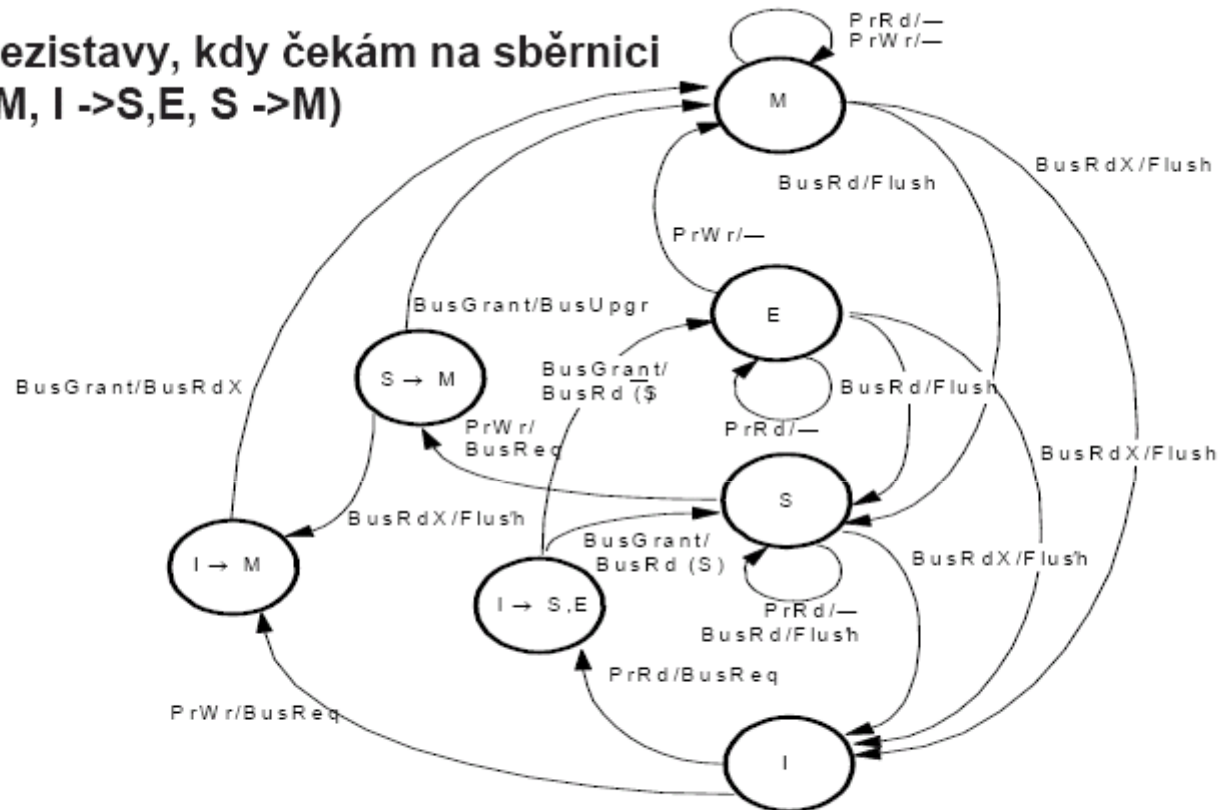 ezistavy, kdy čekám na sběrnici
M, I ->S,E, S ->M)
PrRd/—
PrWr/—
M
BusRdX/Flush
BusRd/Flush
PrWr/—
BusGrant/BusUpgr
E
S → M
BusGrant/
BusRd (S̅)
BusRd/Flush
BusGrant/BusRdX
PrWr/
BusReq
PrRd/—
BusRdX/Flush
S
BusRdX/Flush'
BusGrant/
BusRd (S)
BusRdX/Flush'
I → M
I → S,E
PrRd/—
BusRd/Flush'
PrRd/BusReq
PrWr/BusReq
I